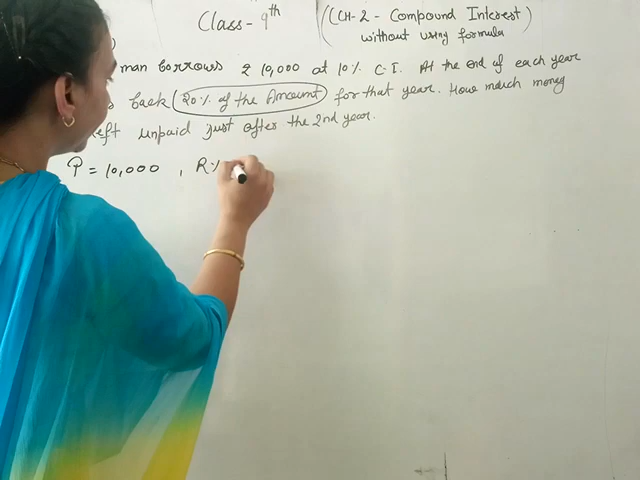 Class - 9th
(CH-2 - Compound Interest)
without using formula
man borrows ₹ 10,000 at 10% C.I. At the end of each year
back (20% of the Amount) for that year. How much money
left unpaid just after the 2nd year.
P = 10,000 , R%